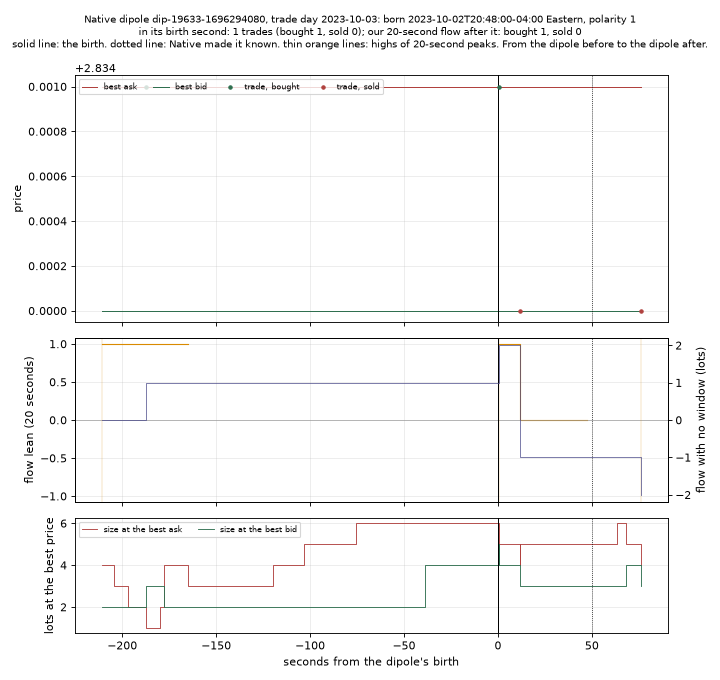 Native dipole dip-19633-1696294080, trade day 2023-10-03: born 2023-10-02T20:48:00-04:00 Eastern, polarity 1
in its birth second: 1 trades (bought 1, sold 0); our 20-second flow after it: bought 1, sold 0
solid line: the birth. dotted line: Native made it known. thin orange lines: highs of 20-second peaks. From the dipole before to the dipole after.
+2.834
best ask
best bid
trade, bought
trade, sold
0.0010
0.0008
0.0006
0.0004
0.0002
0.0000
price
1.0
0.5
0.0
−0.5
−1.0
flow lean (20 seconds)
2
1
0
−1
−2
flow with no window (lots)
size at the best ask
size at the best bid
6
4
2
lots at the best price
−200
−150
−100
−50
0
50
seconds from the dipole's birth